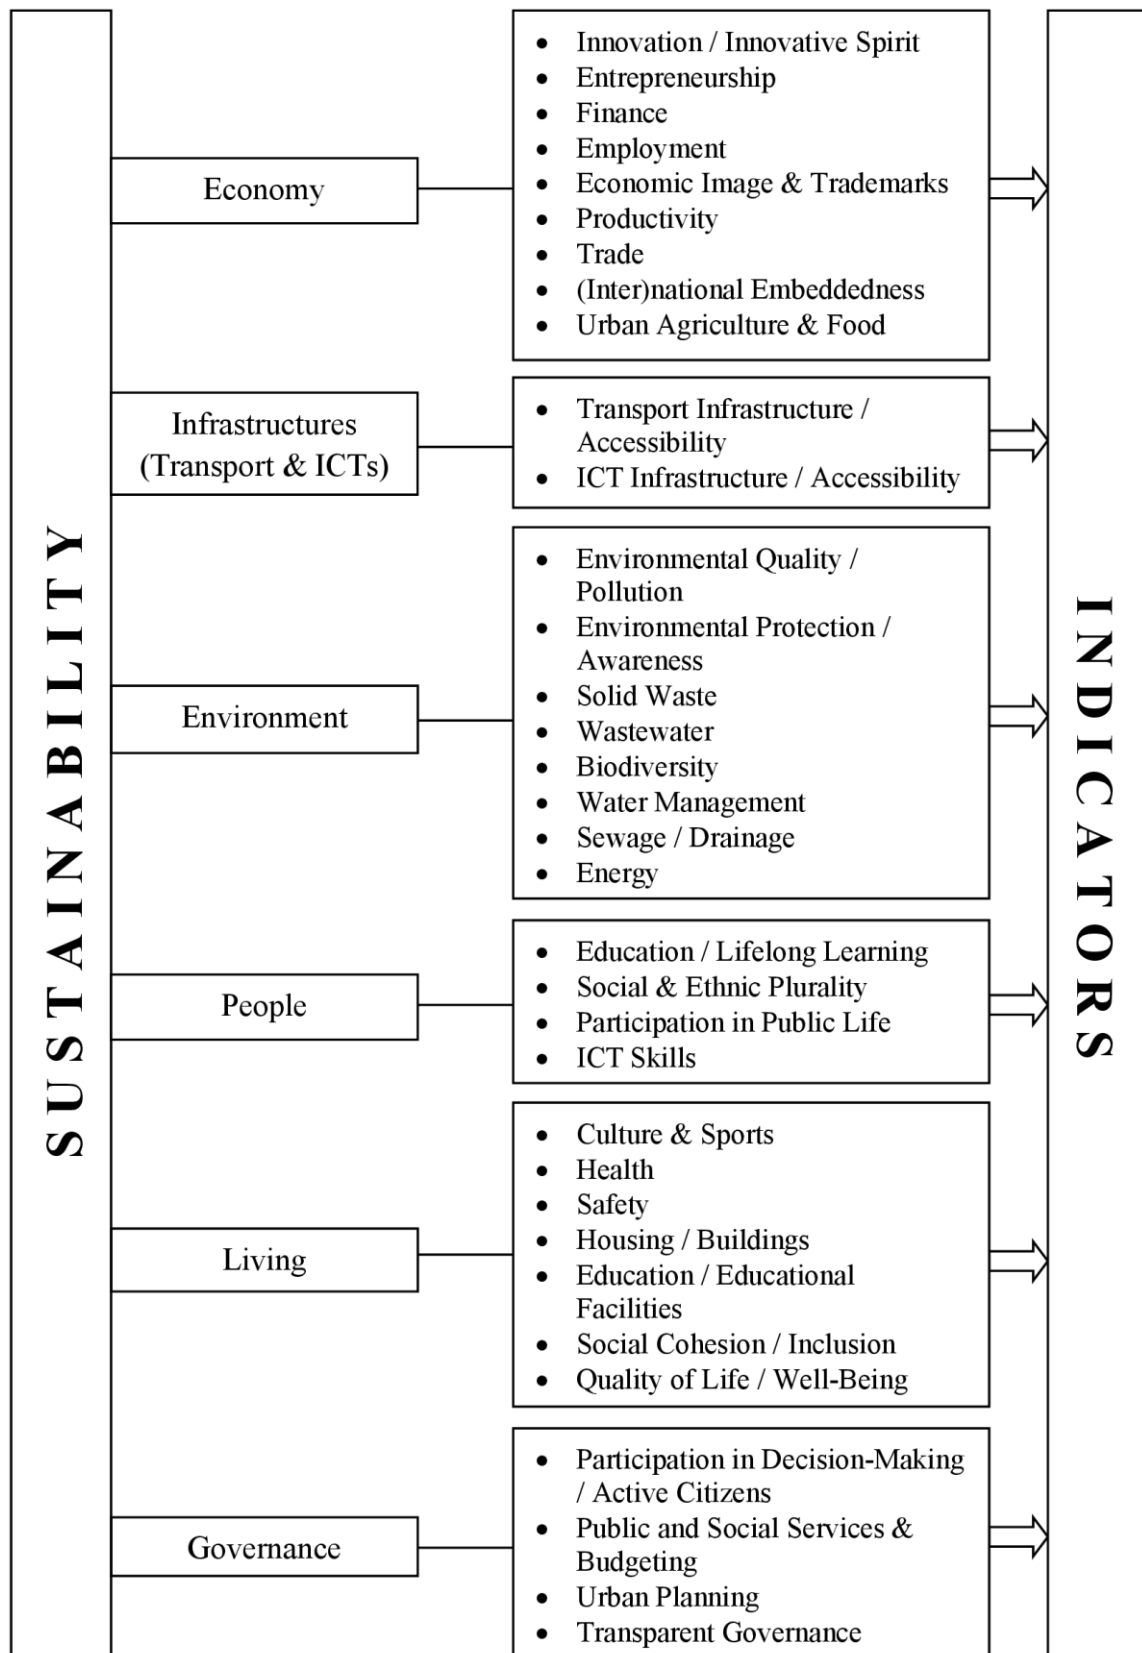 SUSTAINABILITY
Economy
• Innovation / Innovative Spirit
• Entrepreneurship
• Finance
• Employment
• Economic Image & Trademarks
• Productivity
• Trade
• (Inter)national Embeddedness
• Urban Agriculture & Food
Infrastructures
(Transport & ICTs)
• Transport Infrastructure /
Accessibility
• ICT Infrastructure / Accessibility
Environment
• Environmental Quality /
Pollution
• Environmental Protection /
Awareness
• Solid Waste
• Wastewater
• Biodiversity
• Water Management
• Sewage / Drainage
• Energy
People
• Education / Lifelong Learning
• Social & Ethnic Plurality
• Participation in Public Life
• ICT Skills
Living
• Culture & Sports
• Health
• Safety
• Housing / Buildings
• Education / Educational
Facilities
• Social Cohesion / Inclusion
• Quality of Life / Well-Being
Governance
• Participation in Decision-Making
/ Active Citizens
• Public and Social Services &
Budgeting
• Urban Planning
• Transparent Governance
INDICATORS